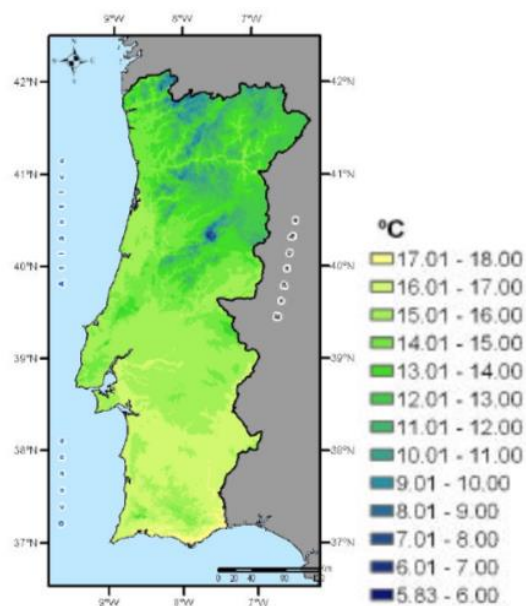 9°W 8°W 7°W
42°N 42°N
41°N 41°N
40°N 40°N
39°N 39°N
38°N 38°N
37°N 37°N
9°W 8°W 7°W
ºC
17.01 - 18.00
16.01 - 17.00
15.01 - 16.00
14.01 - 15.00
13.01 - 14.00
12.01 - 13.00
11.01 - 12.00
10.01 - 11.00
9.01 - 10.00
8.01 - 9.00
7.01 - 8.00
6.01 - 7.00
5.83 - 6.00